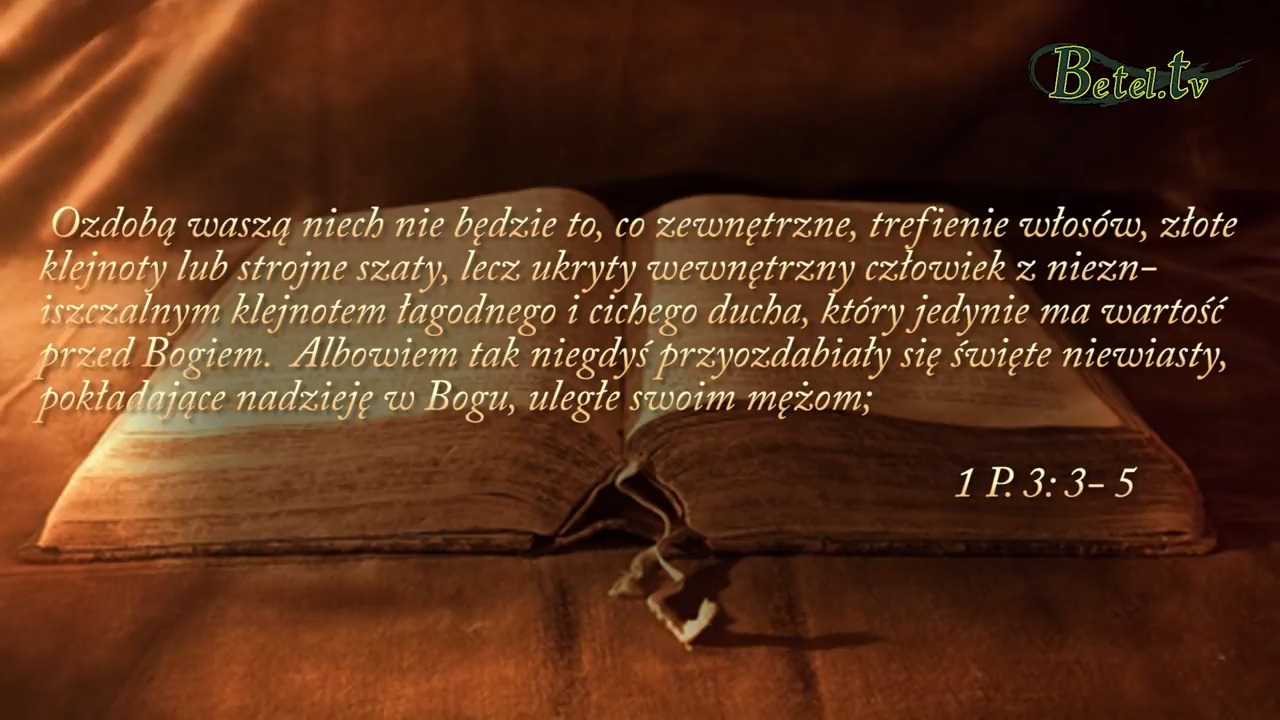 Betel.tv
Ozdobą waszą niech nie będzie to, co zewnętrzne, trefienie włosów, złote
klejnoty lub strojne szaty, lecz ukryty wewnętrzny człowiek z niezn-
iszczalnym klejnotem łagodnego i cichego ducha, który jedynie ma wartość
przed Bogiem. Albowiem tak niegdyś przyozdabiały się święte niewiasty,
pokładające nadzieję w Bogu, uległe swoim mężom;
1 P. 3: 3- 5